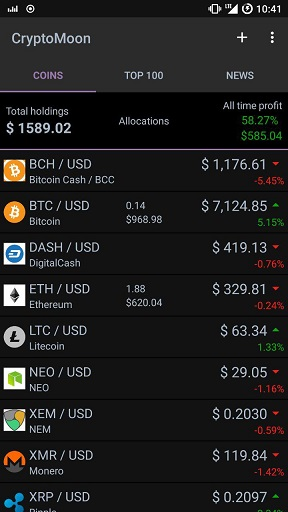 LTE 10:41
CryptoMoon
COINS TOP 100 NEWS
Total holdings Allocations All time profit
$ 1589.02 58.27%
$585.04
BCH / USD $ 1,176.61
Bitcoin Cash / BCC -5.45%
BTC / USD 0.14 $ 7,124.85
Bitcoin $968.98 5.15%
DASH / USD $ 419.13
DigitalCash -0.76%
ETH / USD 1.88 $ 329.81
Ethereum $620.04 -0.24%
LTC / USD $ 63.34
Litecoin 1.33%
NEO / USD $ 29.05
NEO -1.16%
XEM / USD $ 0.2030
NEM -0.59%
XMR / USD $ 119.84
Monero -1.42%
XRP / USD $ 0.2097